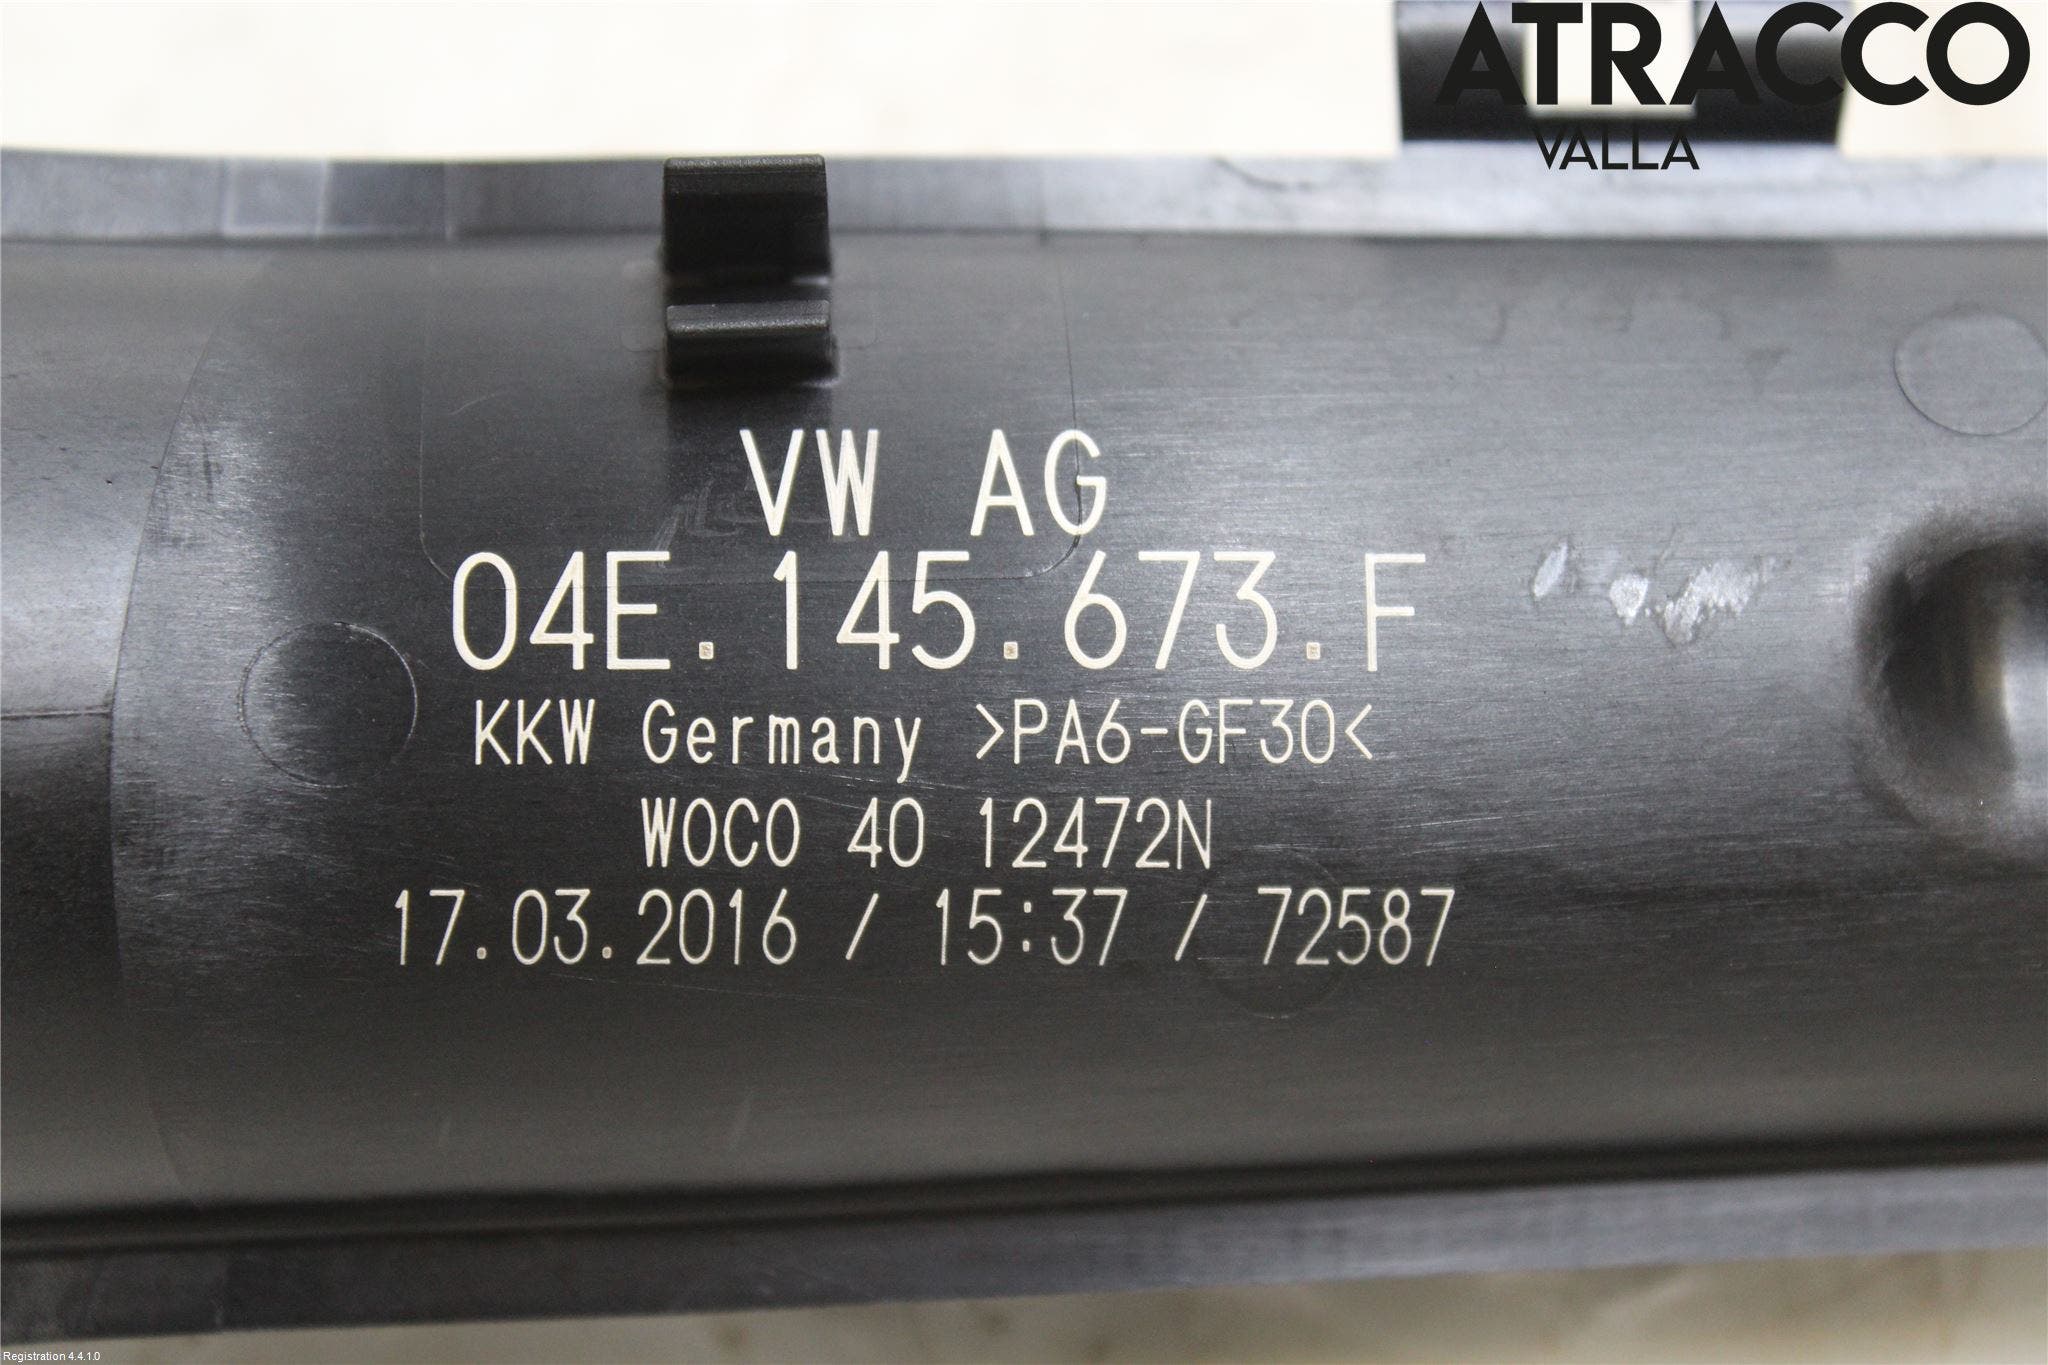 ATRACCO
VALLA
VW AG
04E.145.673.F
KKW Germany >PA6-GF30<
WOCO 40 12472N
17.03.2016 / 15:37 / 72587
Registration 4.4.1.0